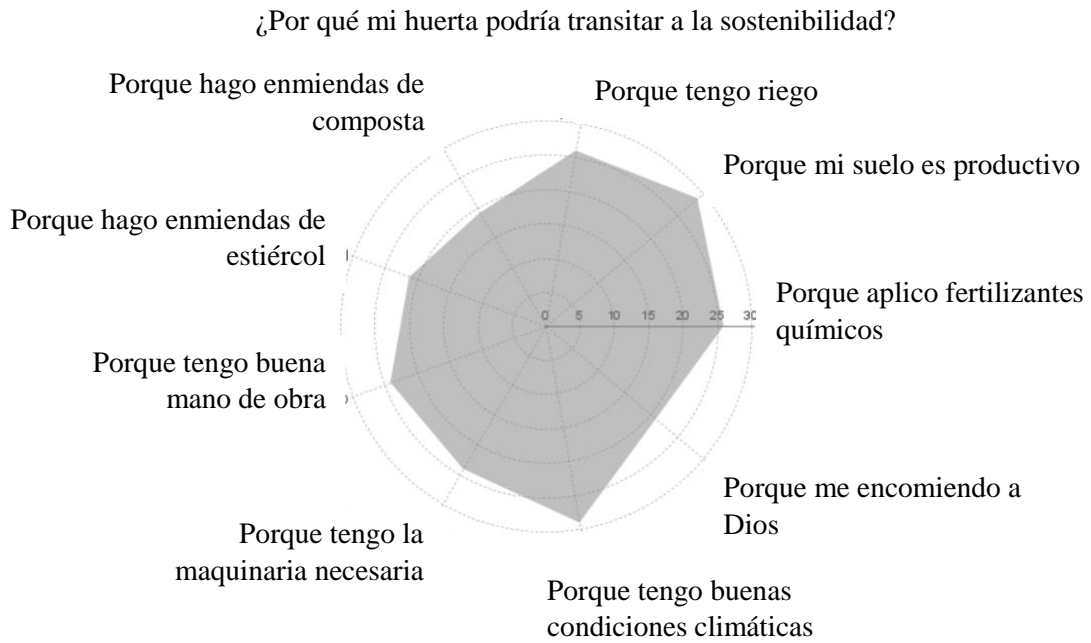 ¿Por qué mi huerta podría transitar a la sostenibilidad?
Porque hago enmiendas de
composta
Porque tengo riego
Porque mi suelo es productivo
Porque hago enmiendas de
estiércol
Porque aplico fertilizantes
químicos
0 5 10 15 20 25 30
Porque tengo buena
mano de obra
Porque me encomiendo a
Dios
Porque tengo la
maquinaria necesaria
Porque tengo buenas
condiciones climáticas